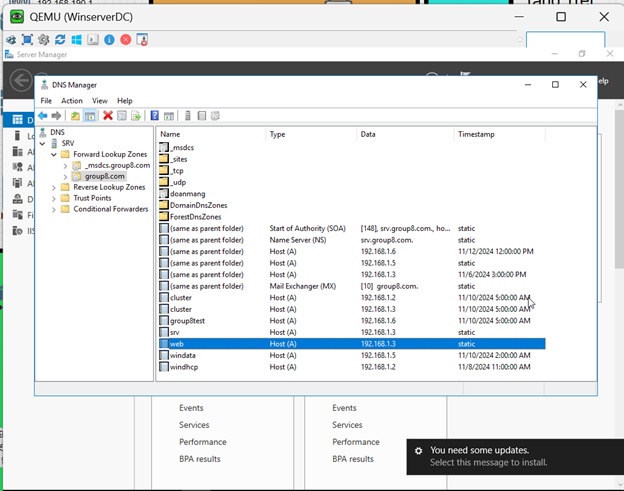 QEMU (WinserverDC)
Server Manager
DNS Manager
File Action View Help
DNS
SRV
Forward Lookup Zones
_msdcs.group8.com
group8.com
Reverse Lookup Zones
Trust Points
Conditional Forwarders
Name Type Data Timestamp
_msdcs
_sites
_tcp
_udp
doanmang
DomainDnsZones
ForestDnsZones
(same as parent folder) Start of Authority (SOA) [148], srv.group8.com., ho... static
(same as parent folder) Name Server (NS) srv.group8.com. static
(same as parent folder) Host (A) 192.168.1.6 11/12/2024 12:00:00 PM
(same as parent folder) Host (A) 192.168.1.5 static
(same as parent folder) Host (A) 192.168.1.3 11/6/2024 3:00:00 PM
(same as parent folder) Mail Exchanger (MX) [10] group8.com. static
cluster Host (A) 192.168.1.2 11/10/2024 5:00:00 AM
cluster Host (A) 192.168.1.3 11/10/2024 5:00:00 AM
group8test Host (A) 192.168.1.6 11/10/2024 5:00:00 AM
srv Host (A) 192.168.1.3 static
web Host (A) 192.168.1.3 static
windata Host (A) 192.168.1.5 11/10/2024 2:00:00 AM
windhcp Host (A) 192.168.1.2 11/8/2024 11:00:00 AM
Events Events
Services Services
Performance Performance
BPA results BPA results
You need some updates.
Select this message to install.